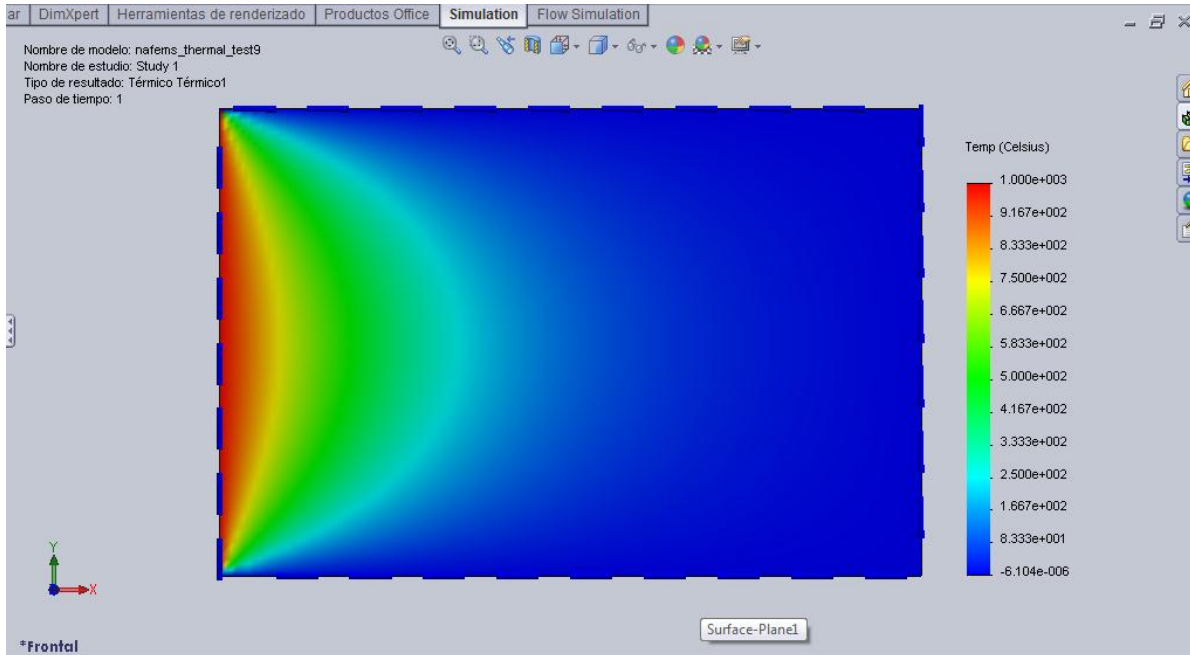 ar DimXpert Herramientas de renderizado Productos Office Simulation Flow Simulation
Nombre de modelo: nafems_thermal_test9
Nombre de estudio: Study 1
Tipo de resultado: Térmico Térmico1
Paso de tiempo: 1
Temp (Celsius)
1.000e+003
9.167e+002
8.333e+002
7.500e+002
6.667e+002
5.833e+002
5.000e+002
4.167e+002
3.333e+002
2.500e+002
1.667e+002
8.333e+001
-6.104e-006
Y
X
Surface-Plane1
*Frontal